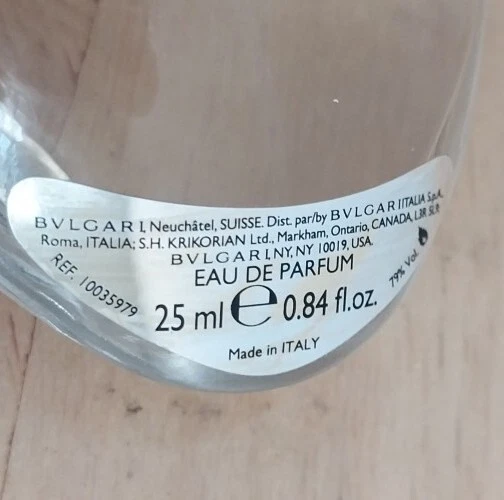 BVLGARI, Neuchâtel, SUISSE. Dist. par/by BVLGARI ITALIA S.p.A.
Roma, ITALIA; S.H. KRIKORIAN Ltd., Markham, Ontario, CANADA, L3R
BVLGARI, NY, NY 10019, USA.
EAU DE PARFUM
REF. 10035979
25 ml e 0.84 fl.oz.
79% Vol
Made in ITALY